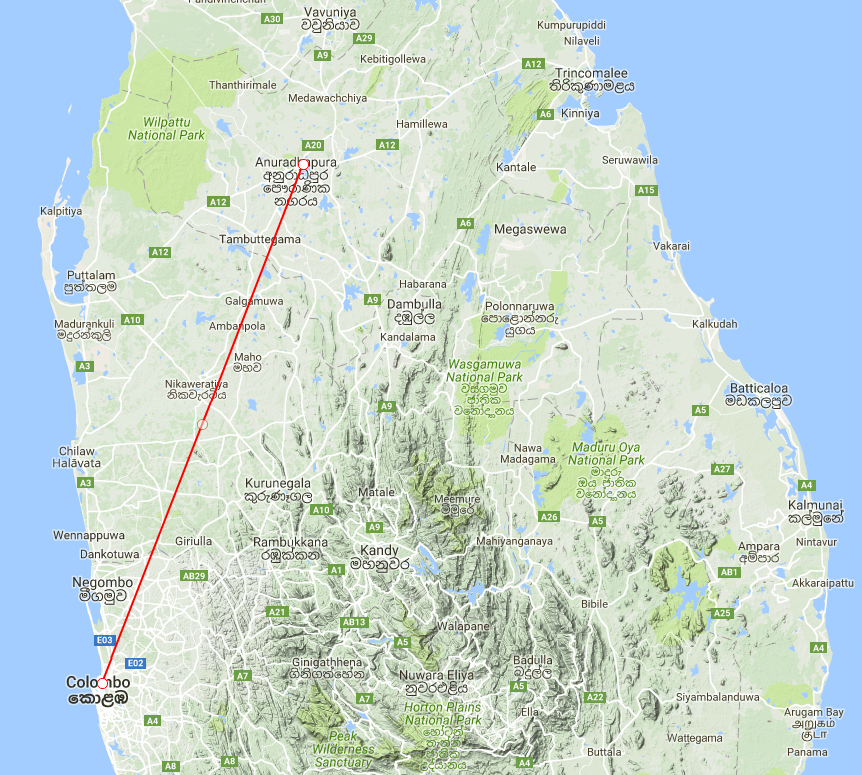 Pandivinchchan
A30
Vavuniya
වවුනියාව
A29
A9
Kebitigollewa
Kumpurupiddi
Nilaveli
A12
Trincomalee
තිරිකුණාමළය
Thanthirimale
Medawachchiya
Wilpattu
National Park
Hamillewa
A6
Kinniya
A20
A12
Anuradhapura
අනුරාධපුර
පෞරාණික
නගරය
Kantale
Seruwawila
A15
A12
Kalpitiya
A6
Megaswewa
Tambuttegama
A12
Vakarai
Puttalam
පුත්තලම
Habarana
Galgamuwa
A9
Dambulla
දඹුල්ල
Polonnaruwa
පොළොන්නරු
යුගය
Madurankuli
මදුරන්කුලි
A10
Ambanpola
Kandalama
Kalkudah
Maho
මහව
A3
Wasgamuwa
National Park
වස්ගමුව
ජාතික
වනෝද්‍යානය
Nikaweratiya
නිකවැරටිය
Batticaloa
මඩකලපුව
A9
A5
Chilaw
Halāvata
Nawa
Madagama
Maduru Oya
National Park
මාදුරු
ඔය ජාතික
වනෝද්‍යානය
A27
A3
Kurunegala
කුරුණෑගල
Matale
Meemure
මීමුරේ
A4
A10
Kalmunai
කල්මුනේ
A26
A5
A9
Wennappuwa
Giriulla
Rambukkana
රඹුක්කන
Kandy
මහනුවර
Mahiyanganaya
Nintavur
Dankotuwa
Ampara
අම්පාර
A1
AB29
AB1
Negombo
මීගමුව
Akkaraipattu
A21
Bibile
A25
AB13
Walapane
E03
A5
A4
E02
Ginigathhena
ගිනිගත්හේන
Badulla
බදුල්ල
A7
Nuwara Eliya
නුවරඑළිය
Colombo
කොළඹ
A5
A22
Siyambalanduwa
A7
Horton Plains
National Park
හෝර්ටන්
තැන්න
ජාතික
උද්යානය
Ella
Arugam Bay
அறுகம்
குடா
A4
Peak
Wilderness
Sanctuary
Wattegama
Buttala
Panama
A8
A8
A4